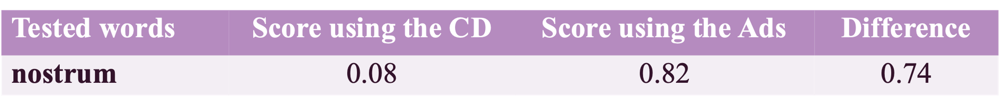 Tested words Score using the CD Score using the Ads Difference
nostrum 0.08 0.82 0.74